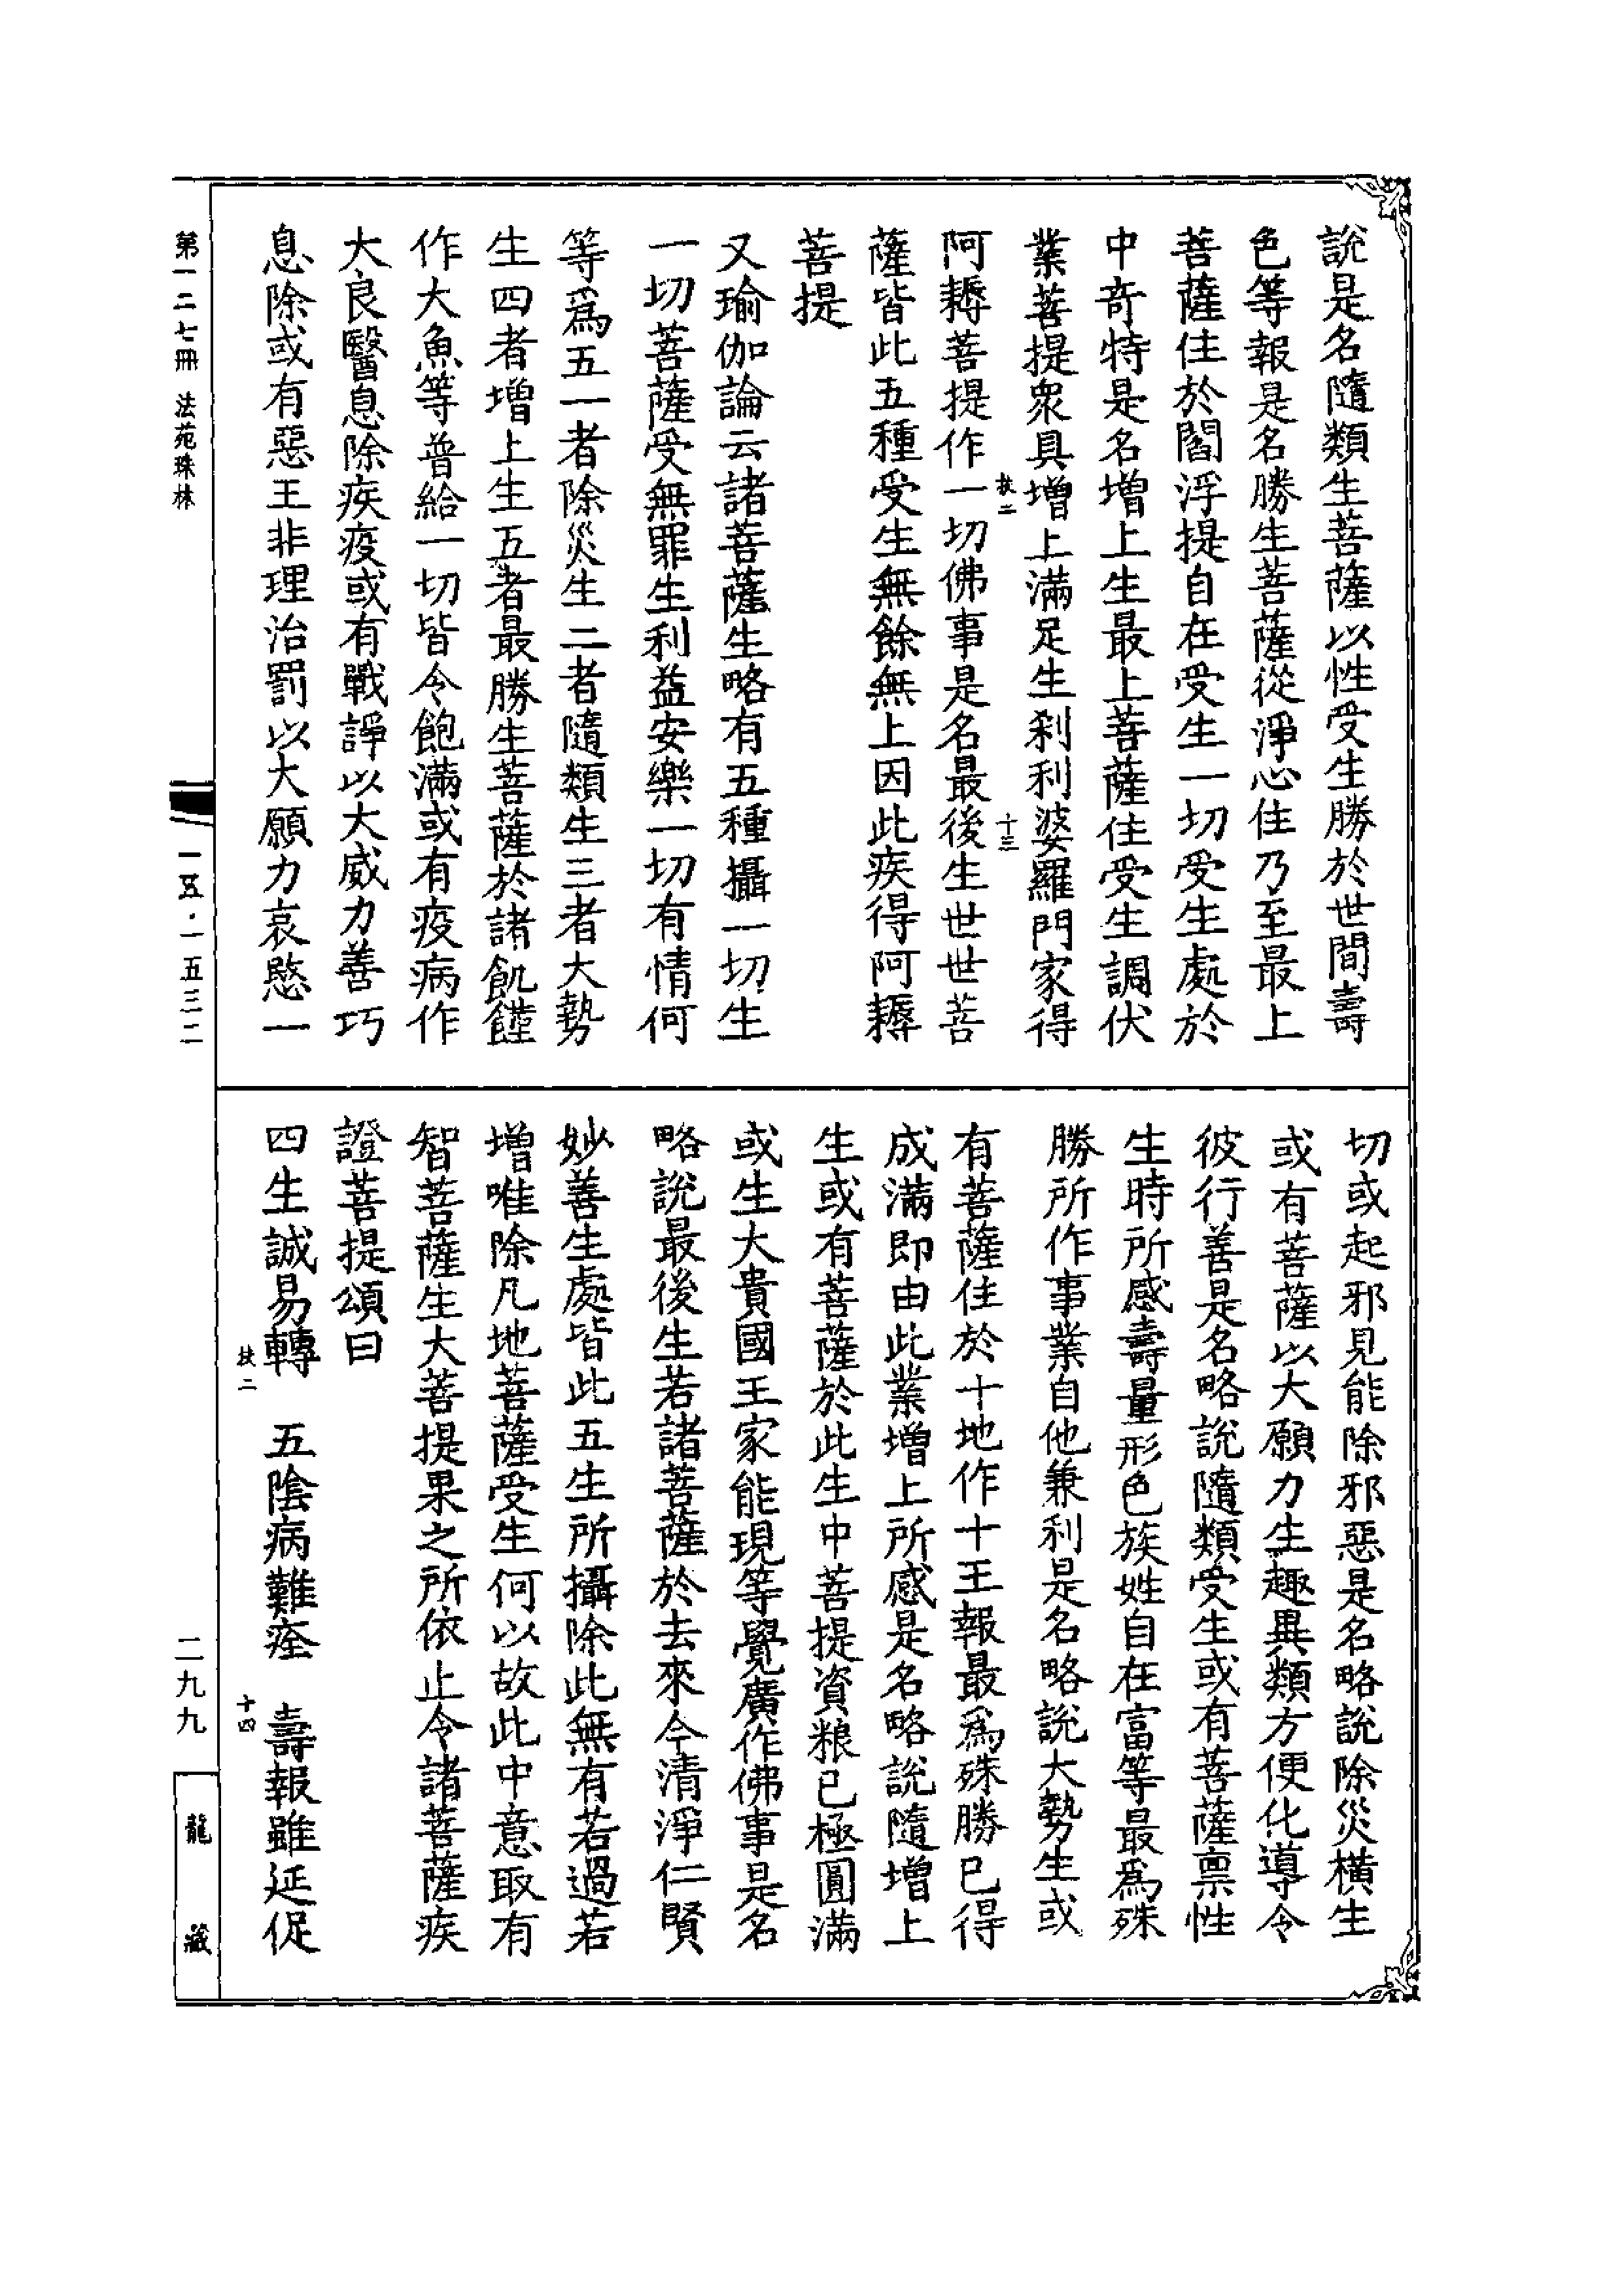 說是名隨類生菩薩以性受生勝於世間壽
色等報是名勝生菩薩從淨心住乃至最上
菩薩住於閻浮提自在受生一切受生處於
中奇特是名增上生最上菩薩住受生調伏
業菩提衆具增上滿足生刹利婆羅門家得
扶二
十三
阿耨菩提作一切佛事是名最後生世世菩
薩皆此五種受生無餘無上因此疾得阿耨
菩提
又瑜伽論云諸菩薩生略有五種攝一切生
一切菩薩受無罪生利益安樂一切有情何
等爲五一者除災生二者隨類生三者大勢
生四者增上生五者最勝生菩薩於諸飢饉
作大魚等普給一切皆令飽滿或有疫病作
大良醫息除疾疫或有戰諍以大威力善巧
息除或有惡王非理治罰以大願力哀愍一
切或起邪見能除邪惡是名略說除災橫生
或有菩薩以大願力生趣異類方便化導令
彼行善是名略說隨類受生或有菩薩禀性
生時所感壽量形色族姓自在富等最爲殊
勝所作事業自他兼利是名略說大勢生或
有菩薩住於十地作十王報最爲殊勝已得
成滿即由此業增上所感是名略說隨增上
生或有菩薩於此生中菩提資粮已極圓滿
或生大貴國王家能現等覺廣作佛事是名
略說最後生若諸菩薩於去來今清淨仁賢
妙善生處皆此五生所攝除此無有若過若
增唯除凡地菩薩受生何以故此中意取有
智菩薩生大菩提果之所依止令諸菩薩疾
證菩提頌曰
四生誠易轉 五陰病難痊 壽報雖延促
扶二
十四
第一二七冊 法苑珠林
一五·一五三二
二九九
龍藏